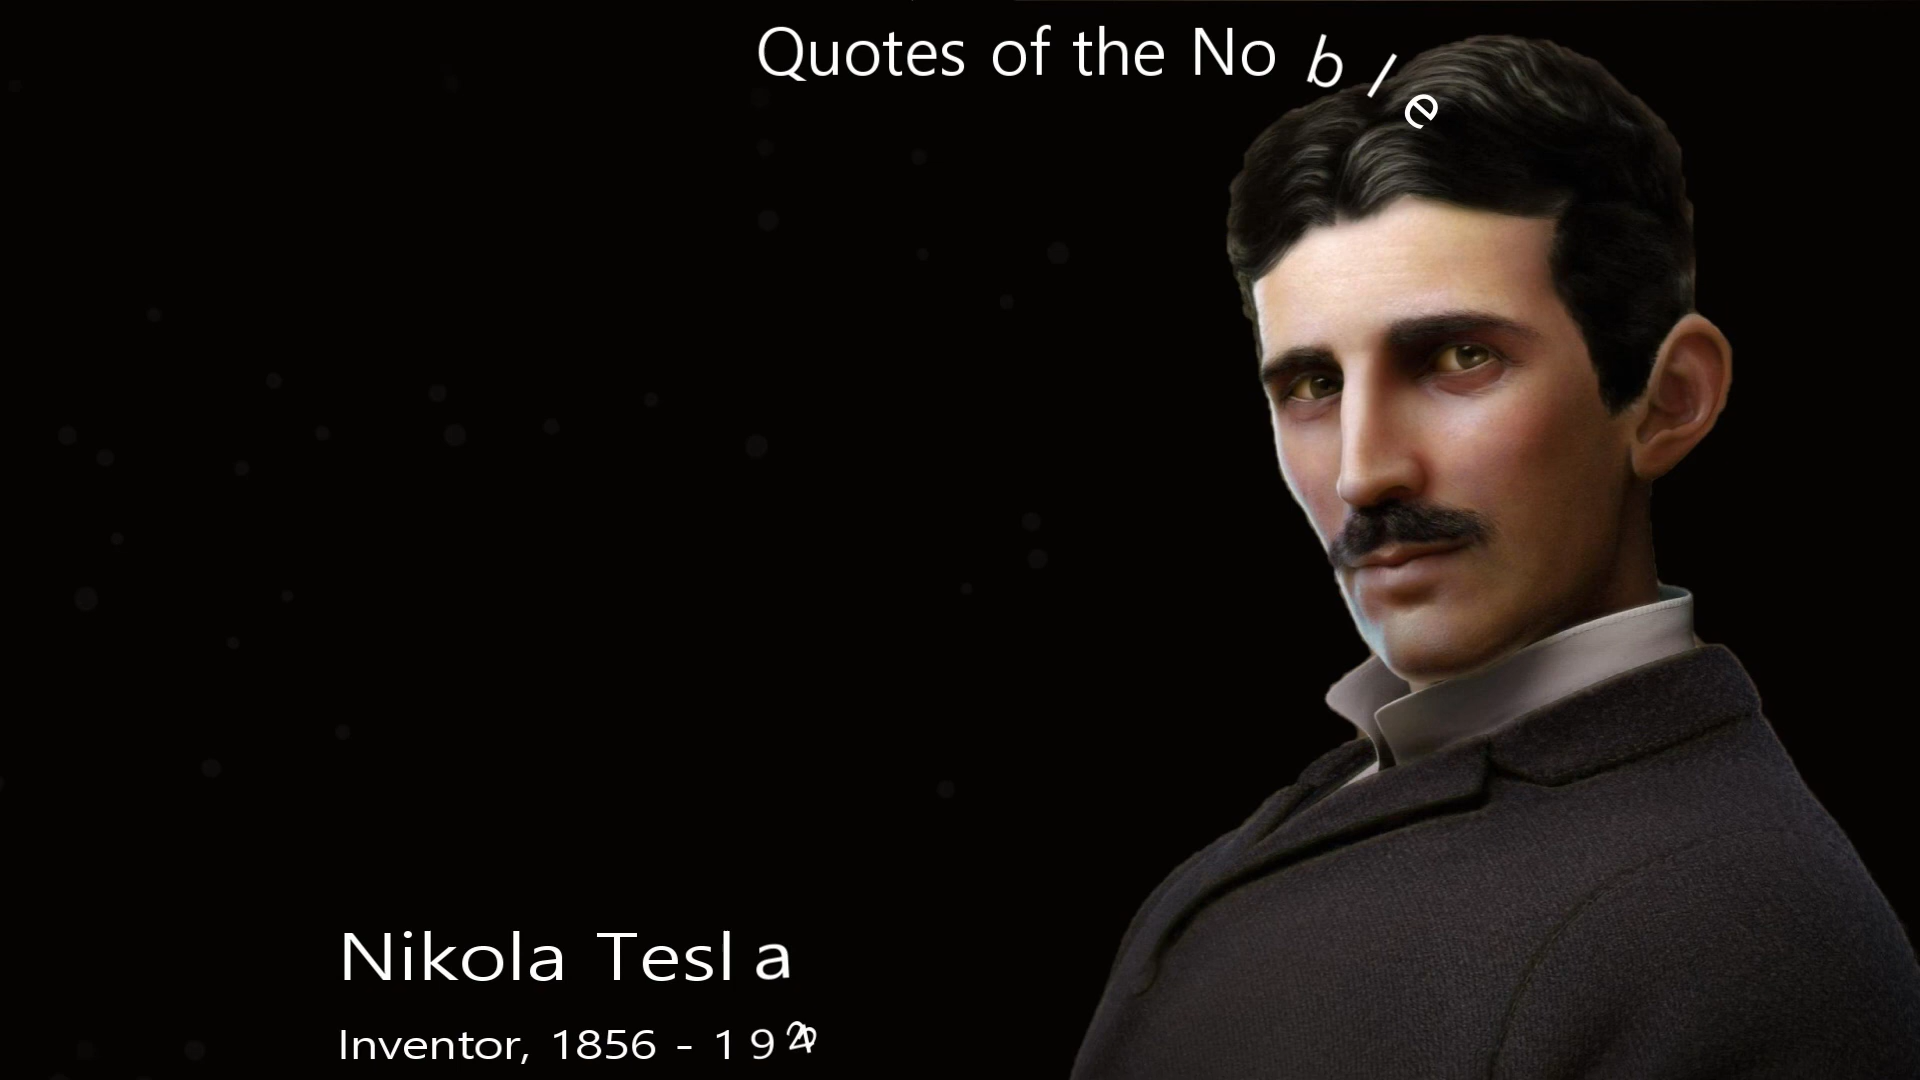 Quotes of the Noble
Nikola Tesla
Inventor, 1856 - 19